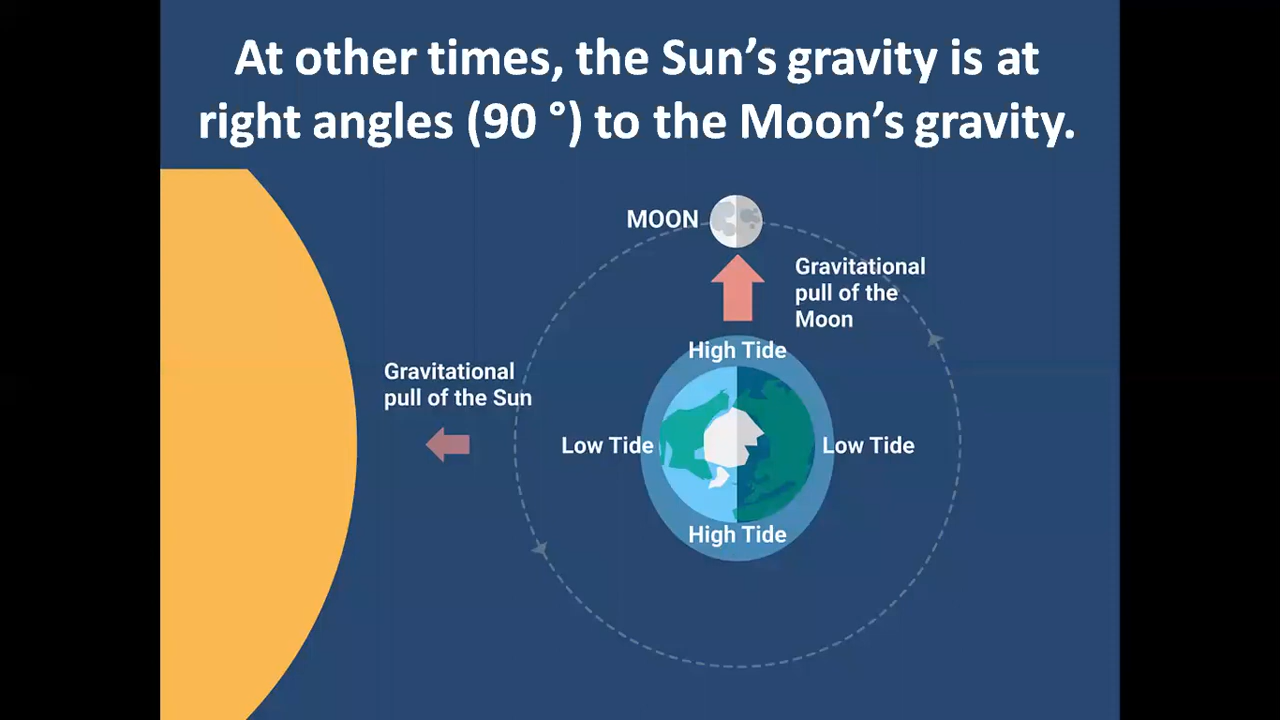 At other times, the Sun’s gravity is at
right angles (90 °) to the Moon’s gravity.
MOON
Gravitational
pull of the
Moon
High Tide
Gravitational
pull of the Sun
Low Tide
Low Tide
High Tide